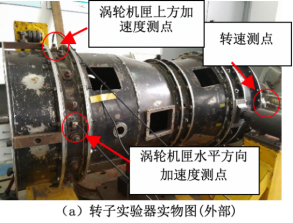 涡轮机匣上方加
速度测点
转速测点
涡轮机匣水平方向
加速度测点
（a）转子实验器实物图(外部)